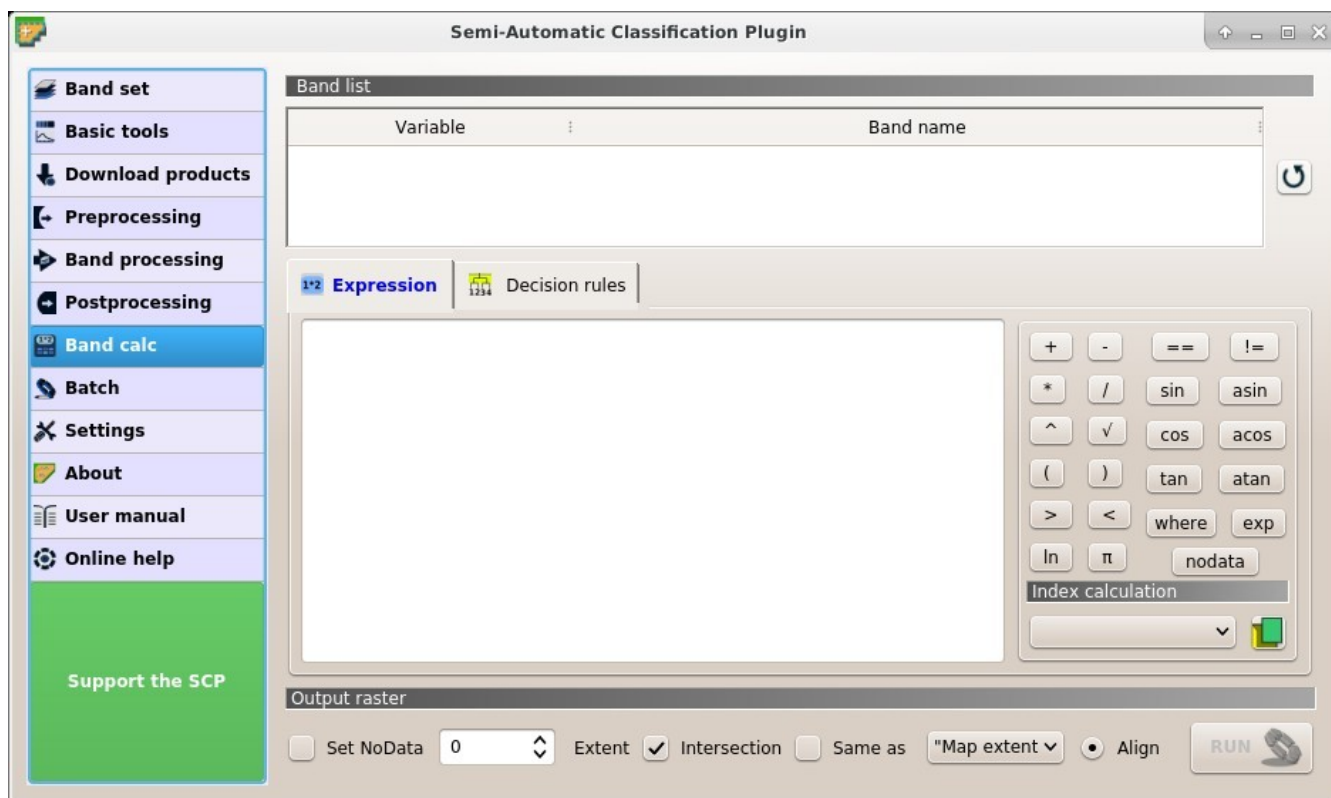 Semi-Automatic Classification Plugin
Band set
Basic tools
Download products
Preprocessing
Band processing
Postprocessing
Band calc
Batch
Settings
About
User manual
Online help
Support the SCP
Band list
Variable Band name
1*2 Expression 1234 Decision rules
+ - == !=
* / sin asin
^ √ cos acos
( ) tan atan
> < where exp
ln π nodata
Index calculation
Output raster
Set NoData 0 Extent Intersection Same as "Map extent Align RUN